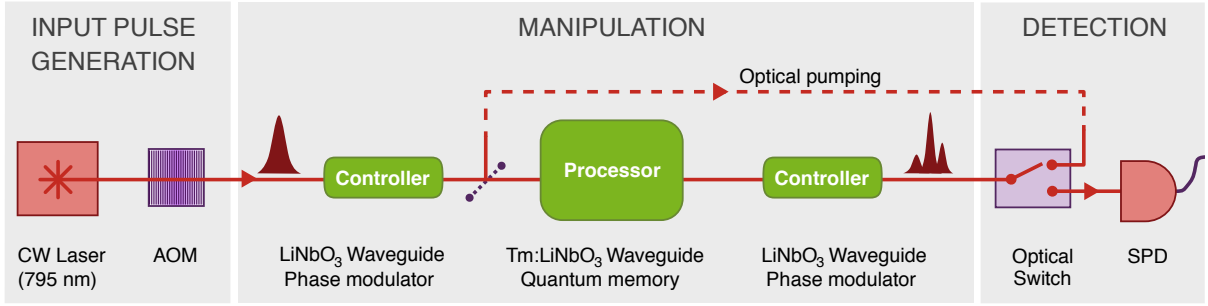 INPUT PULSE
GENERATION
MANIPULATION
DETECTION
Optical pumping
Controller
Processor
Controller
CW Laser
(795 nm)
AOM
LiNbO₃ Waveguide
Phase modulator
Tm:LiNbO₃ Waveguide
Quantum memory
LiNbO₃ Waveguide
Phase modulator
Optical
Switch
SPD